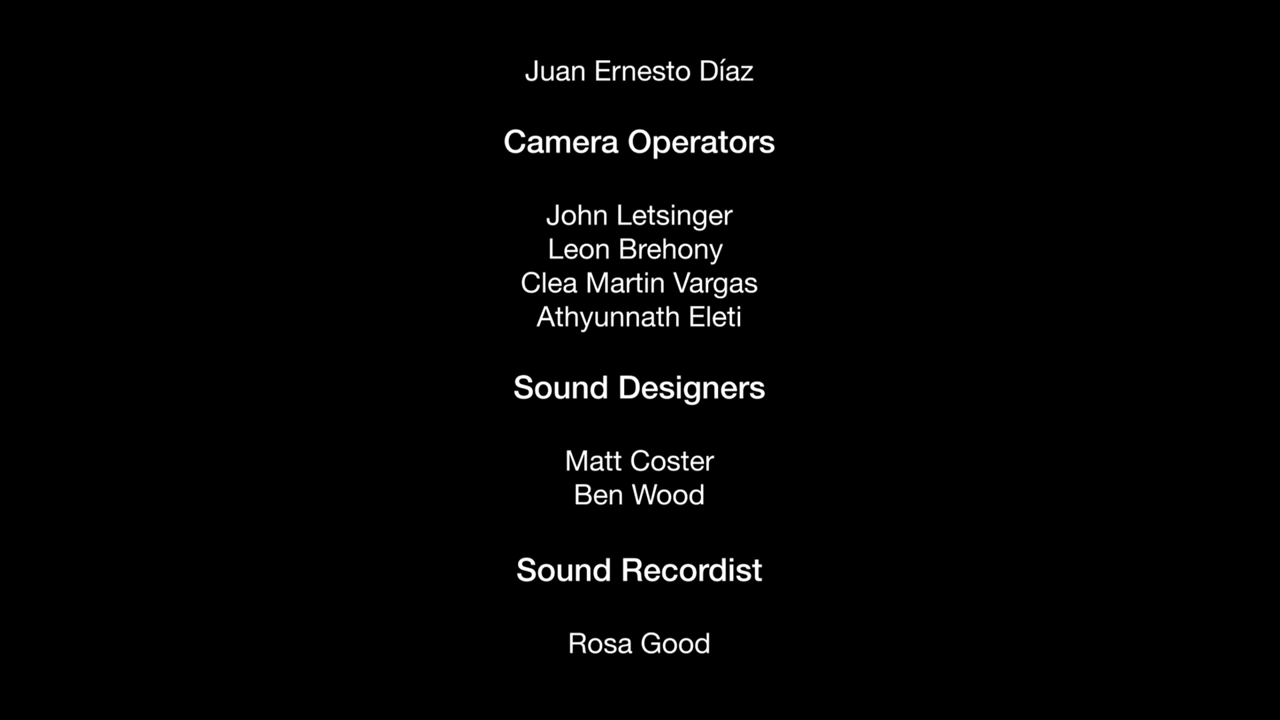 Juan Ernesto Díaz
Camera Operators
John Letsinger
Leon Brehony
Clea Martin Vargas
Athyunnath Eleti
Sound Designers
Matt Coster
Ben Wood
Sound Recordist
Rosa Good